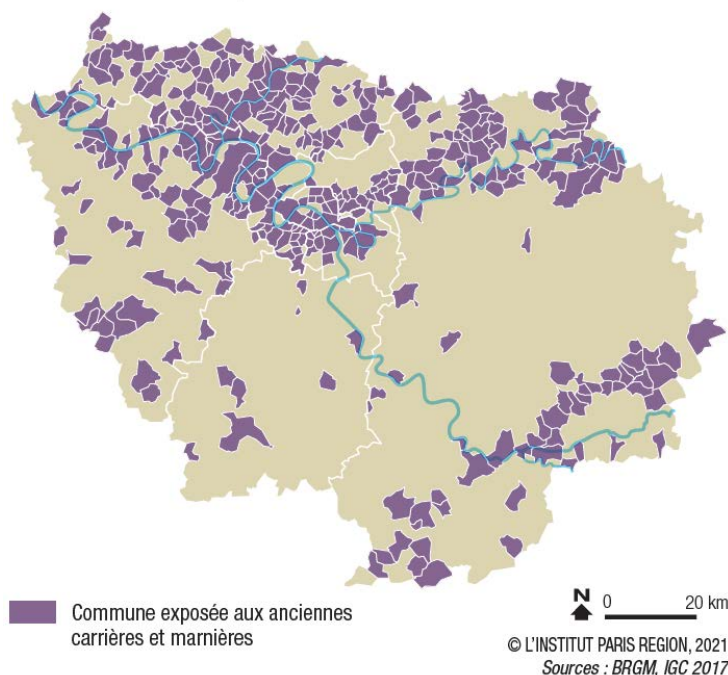 Commune exposée aux anciennes
carrières et marnières
N
0 20 km
© L'INSTITUT PARIS REGION, 2021
Sources : BRGM, IGC 2017